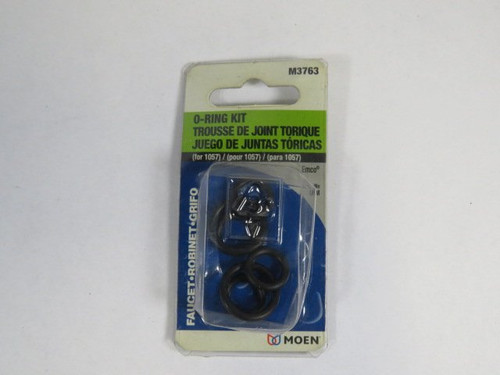 M3763
O-RING KIT
TROUSSE DE JOINT TORIQUE
JUEGO DE JUNTAS TÓRICAS
(for 1057) / (pour 1057) / (para 1057)
FAUCET•ROBINET•GRIFO
MOEN